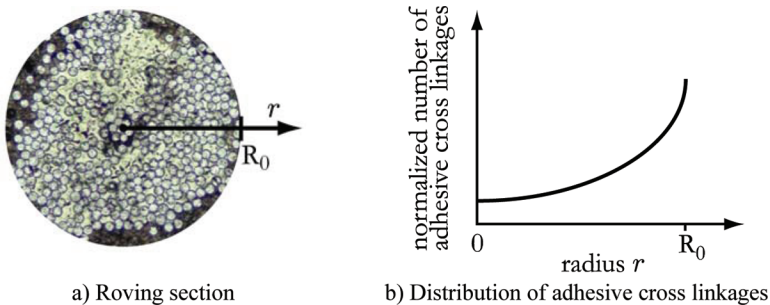 r
R₀
a) Roving section
normalized number of
adhesive cross linkages
0
R₀
radius r
b) Distribution of adhesive cross linkages